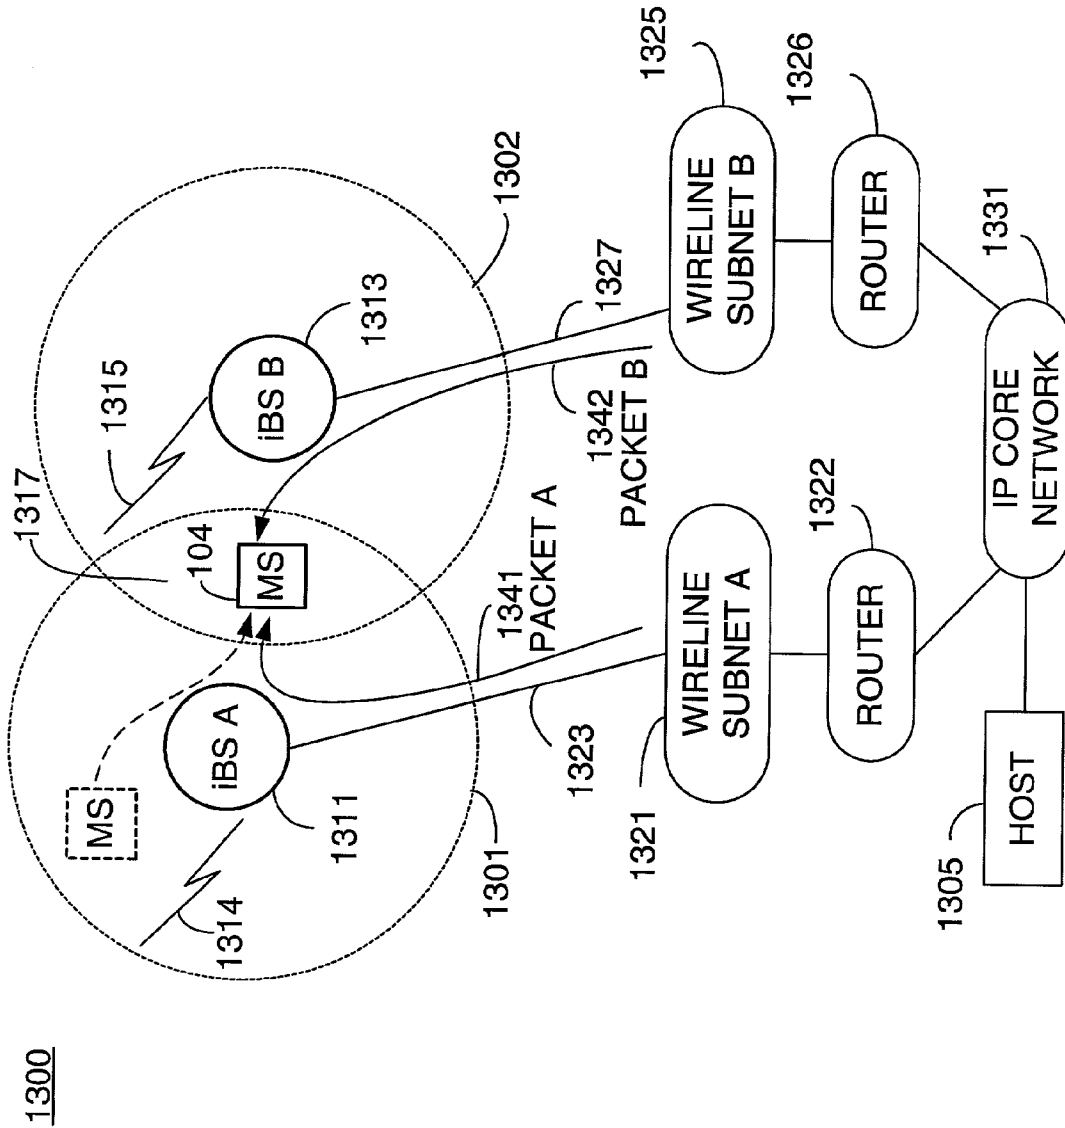 1300
1317
1315
104
MS
MS
iBS A
iBS B
1313
1302
1314
1311
1301
1323
1341
PACKET A
1342
PACKET B
1327
1321
WIRELINE
SUBNET A
WIRELINE
SUBNET B
1325
ROUTER
1322
ROUTER
1326
1305
HOST
IP CORE
NETWORK
1331